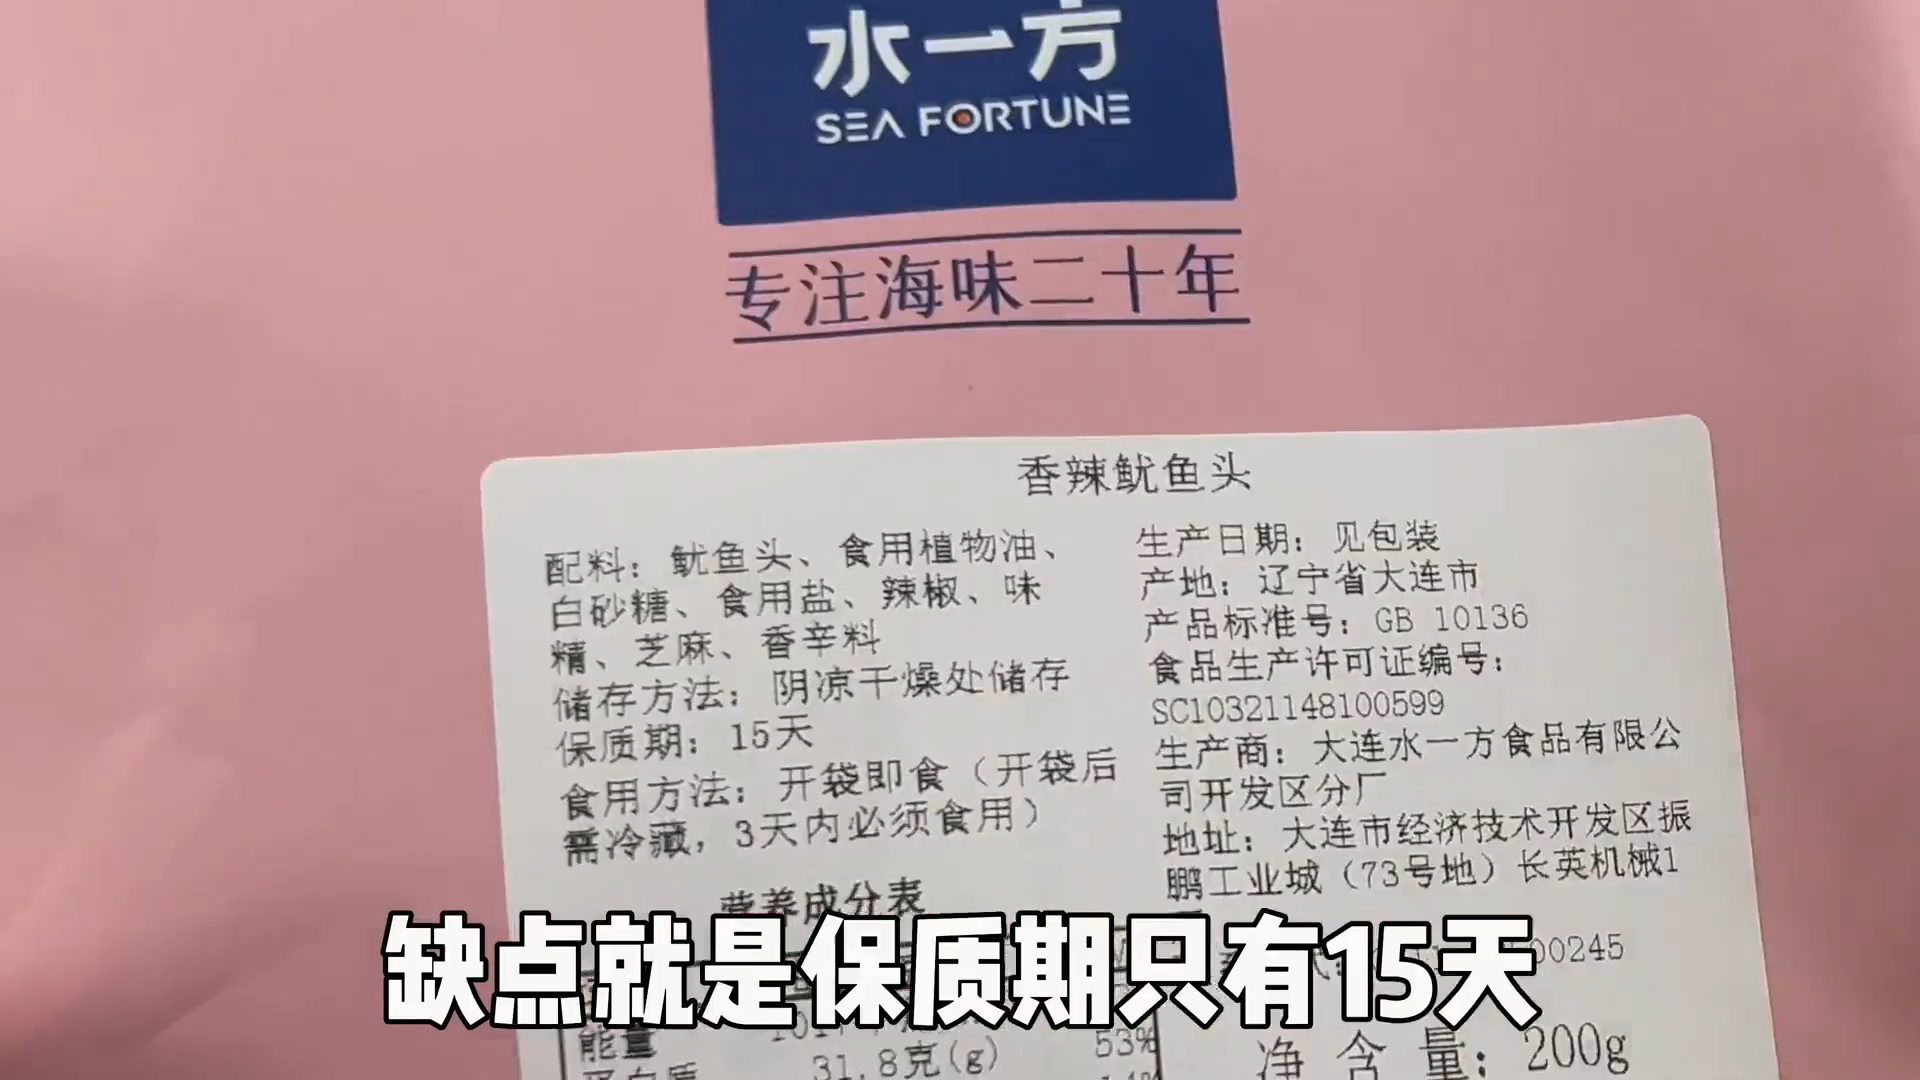 水一方
SEA FORTUNE
专注海味二十年
香辣鱿鱼头
配料：鱿鱼头、食用植物油、
白砂糖、食用盐、辣椒、味
精、芝麻、香辛料
储存方法：阴凉干燥处储存
保质期：15天
食用方法：开袋即食（开袋后
需冷藏，3天内必须食用）
营养成分表
能量
53%
31.8克(g)
生产日期：见包装
产地：辽宁省大连市
产品标准号：GB 10136
食品生产许可证编号：
SC10321148100599
生产商：大连水一方食品有限公
司开发区分厂
地址：大连市经济技术开发区振
鹏工业城（73号地）长英机械1
00245
净含量：200g
缺点就是保质期只有15天